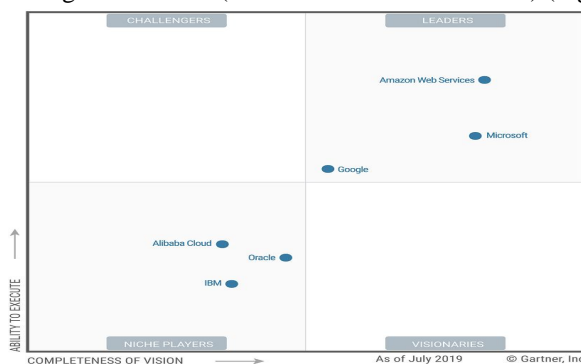 CHALLENGERS
LEADERS
Amazon Web Services
Microsoft
Google
Alibaba Cloud
Oracle
IBM
ABILITY TO EXECUTE
NICHE PLAYERS
VISIONARIES
COMPLETENESS OF VISION
As of July 2019
© Gartner, Inc